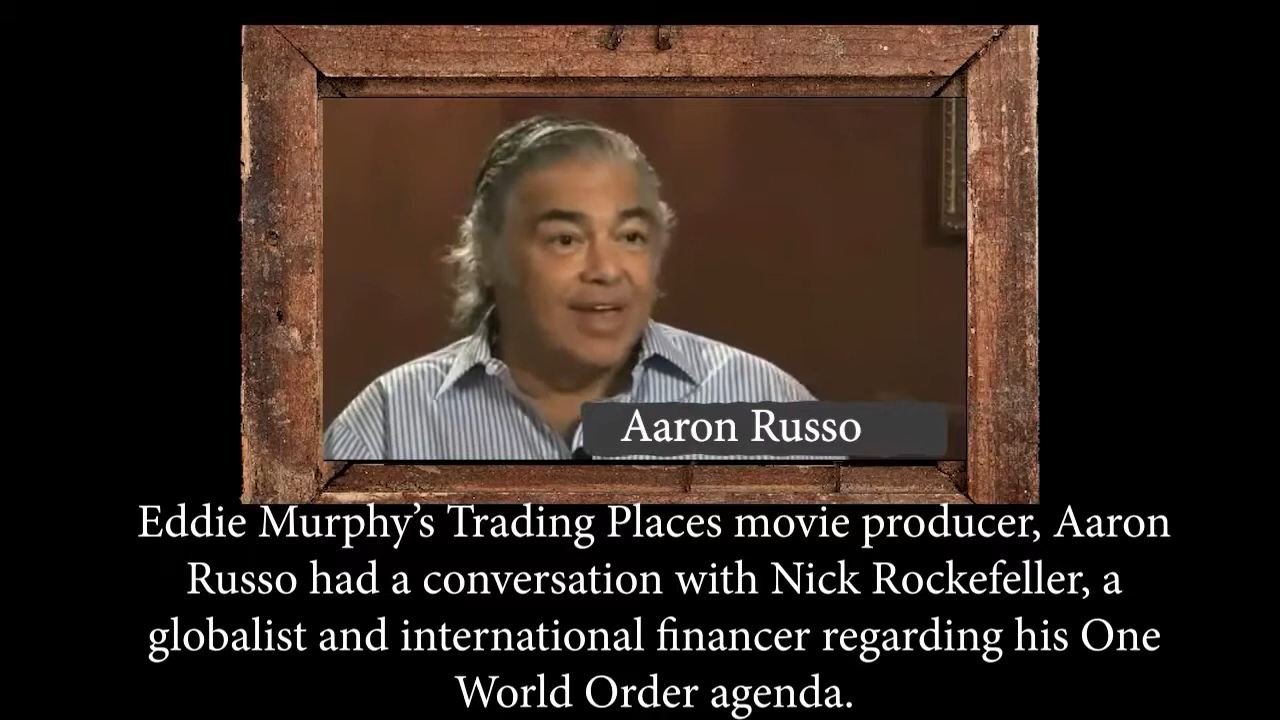 Aaron Russo
Eddie Murphy’s Trading Places movie producer, Aaron
Russo had a conversation with Nick Rockefeller, a
globalist and international financer regarding his One
World Order agenda.